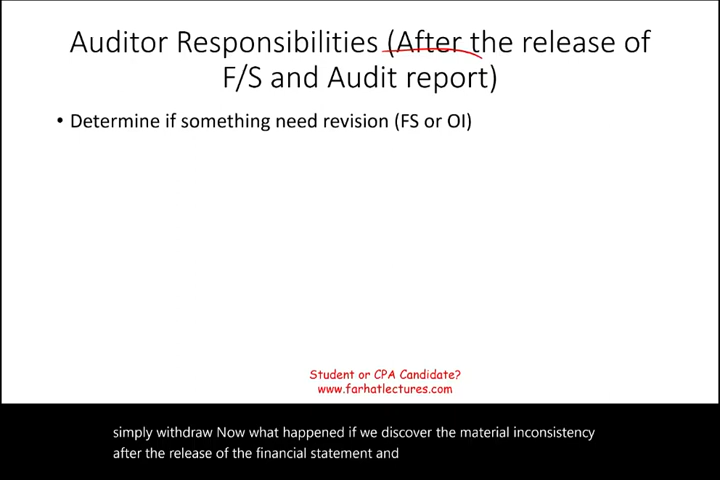 Auditor Responsibilities (After the release of
F/S and Audit report)
• Determine if something need revision (FS or OI)
Student or CPA Candidate?
www.farhatlectures.com
simply withdraw Now what happened if we discover the material inconsistency
after the release of the financial statement and